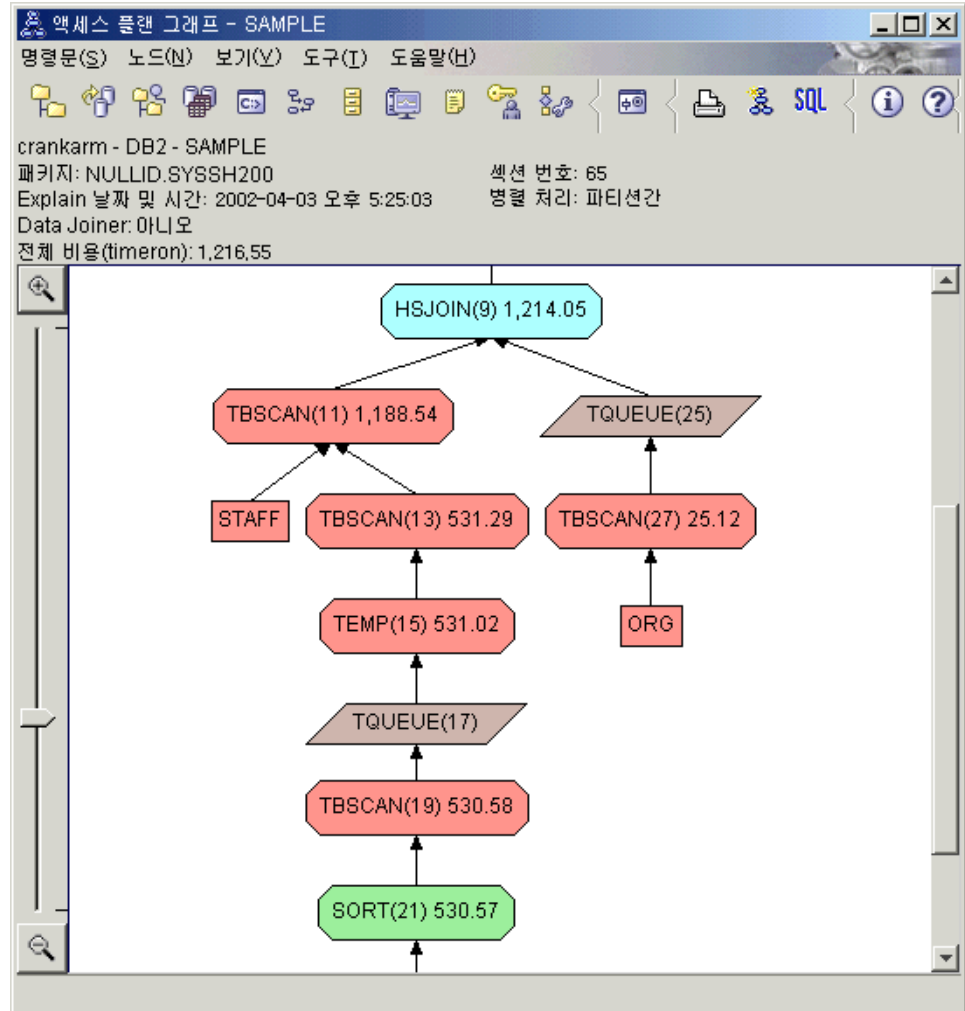 액세스 플랜 그래프 - SAMPLE
명령문(S) 노드(N) 보기(V) 도구(T) 도움말(H)
C:> SQL i ?
crankarm - DB2 - SAMPLE
패키지: NULLID.SYSSH200 섹션 번호: 65
Explain 날짜 및 시간: 2002-04-03 오후 5:25:03 병렬 처리: 파티션간
Data Joiner: 아니오
전체 비용(timeron): 1,216,55
HSJOIN(9) 1,214.05
TBSCAN(11) 1,188.54 TQUEUE(25)
STAFF TBSCAN(13) 531.29 TBSCAN(27) 25.12
TEMP(15) 531.02 ORG
TQUEUE(17)
TBSCAN(19) 530.58
SORT(21) 530.57